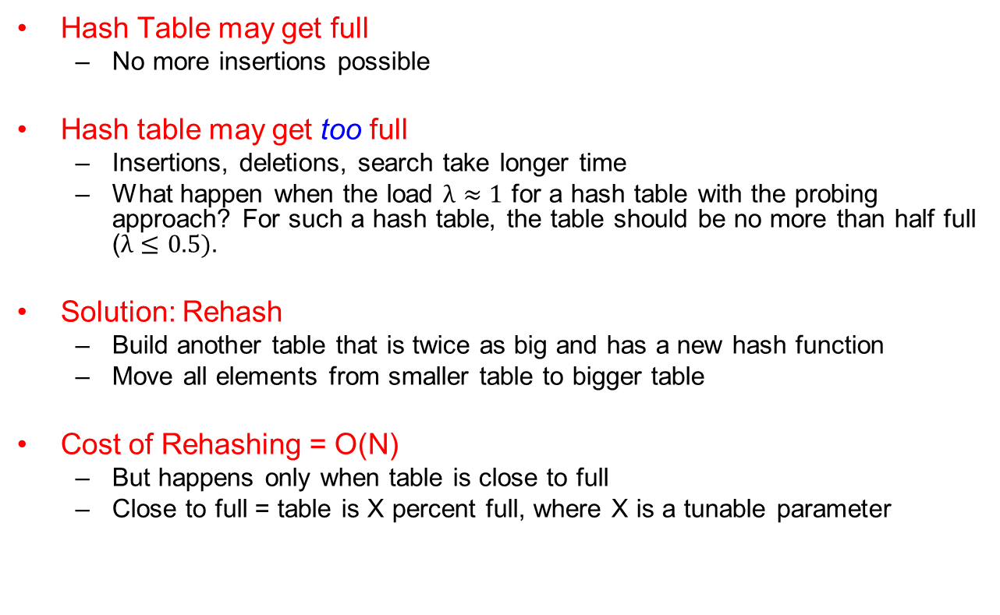 • Hash Table may get full
– No more insertions possible
• Hash table may get too full
– Insertions, deletions, search take longer time
– What happen when the load λ ≈ 1 for a hash table with the probing
approach? For such a hash table, the table should be no more than half full
(λ ≤ 0.5).
• Solution: Rehash
– Build another table that is twice as big and has a new hash function
– Move all elements from smaller table to bigger table
• Cost of Rehashing = O(N)
– But happens only when table is close to full
– Close to full = table is X percent full, where X is a tunable parameter